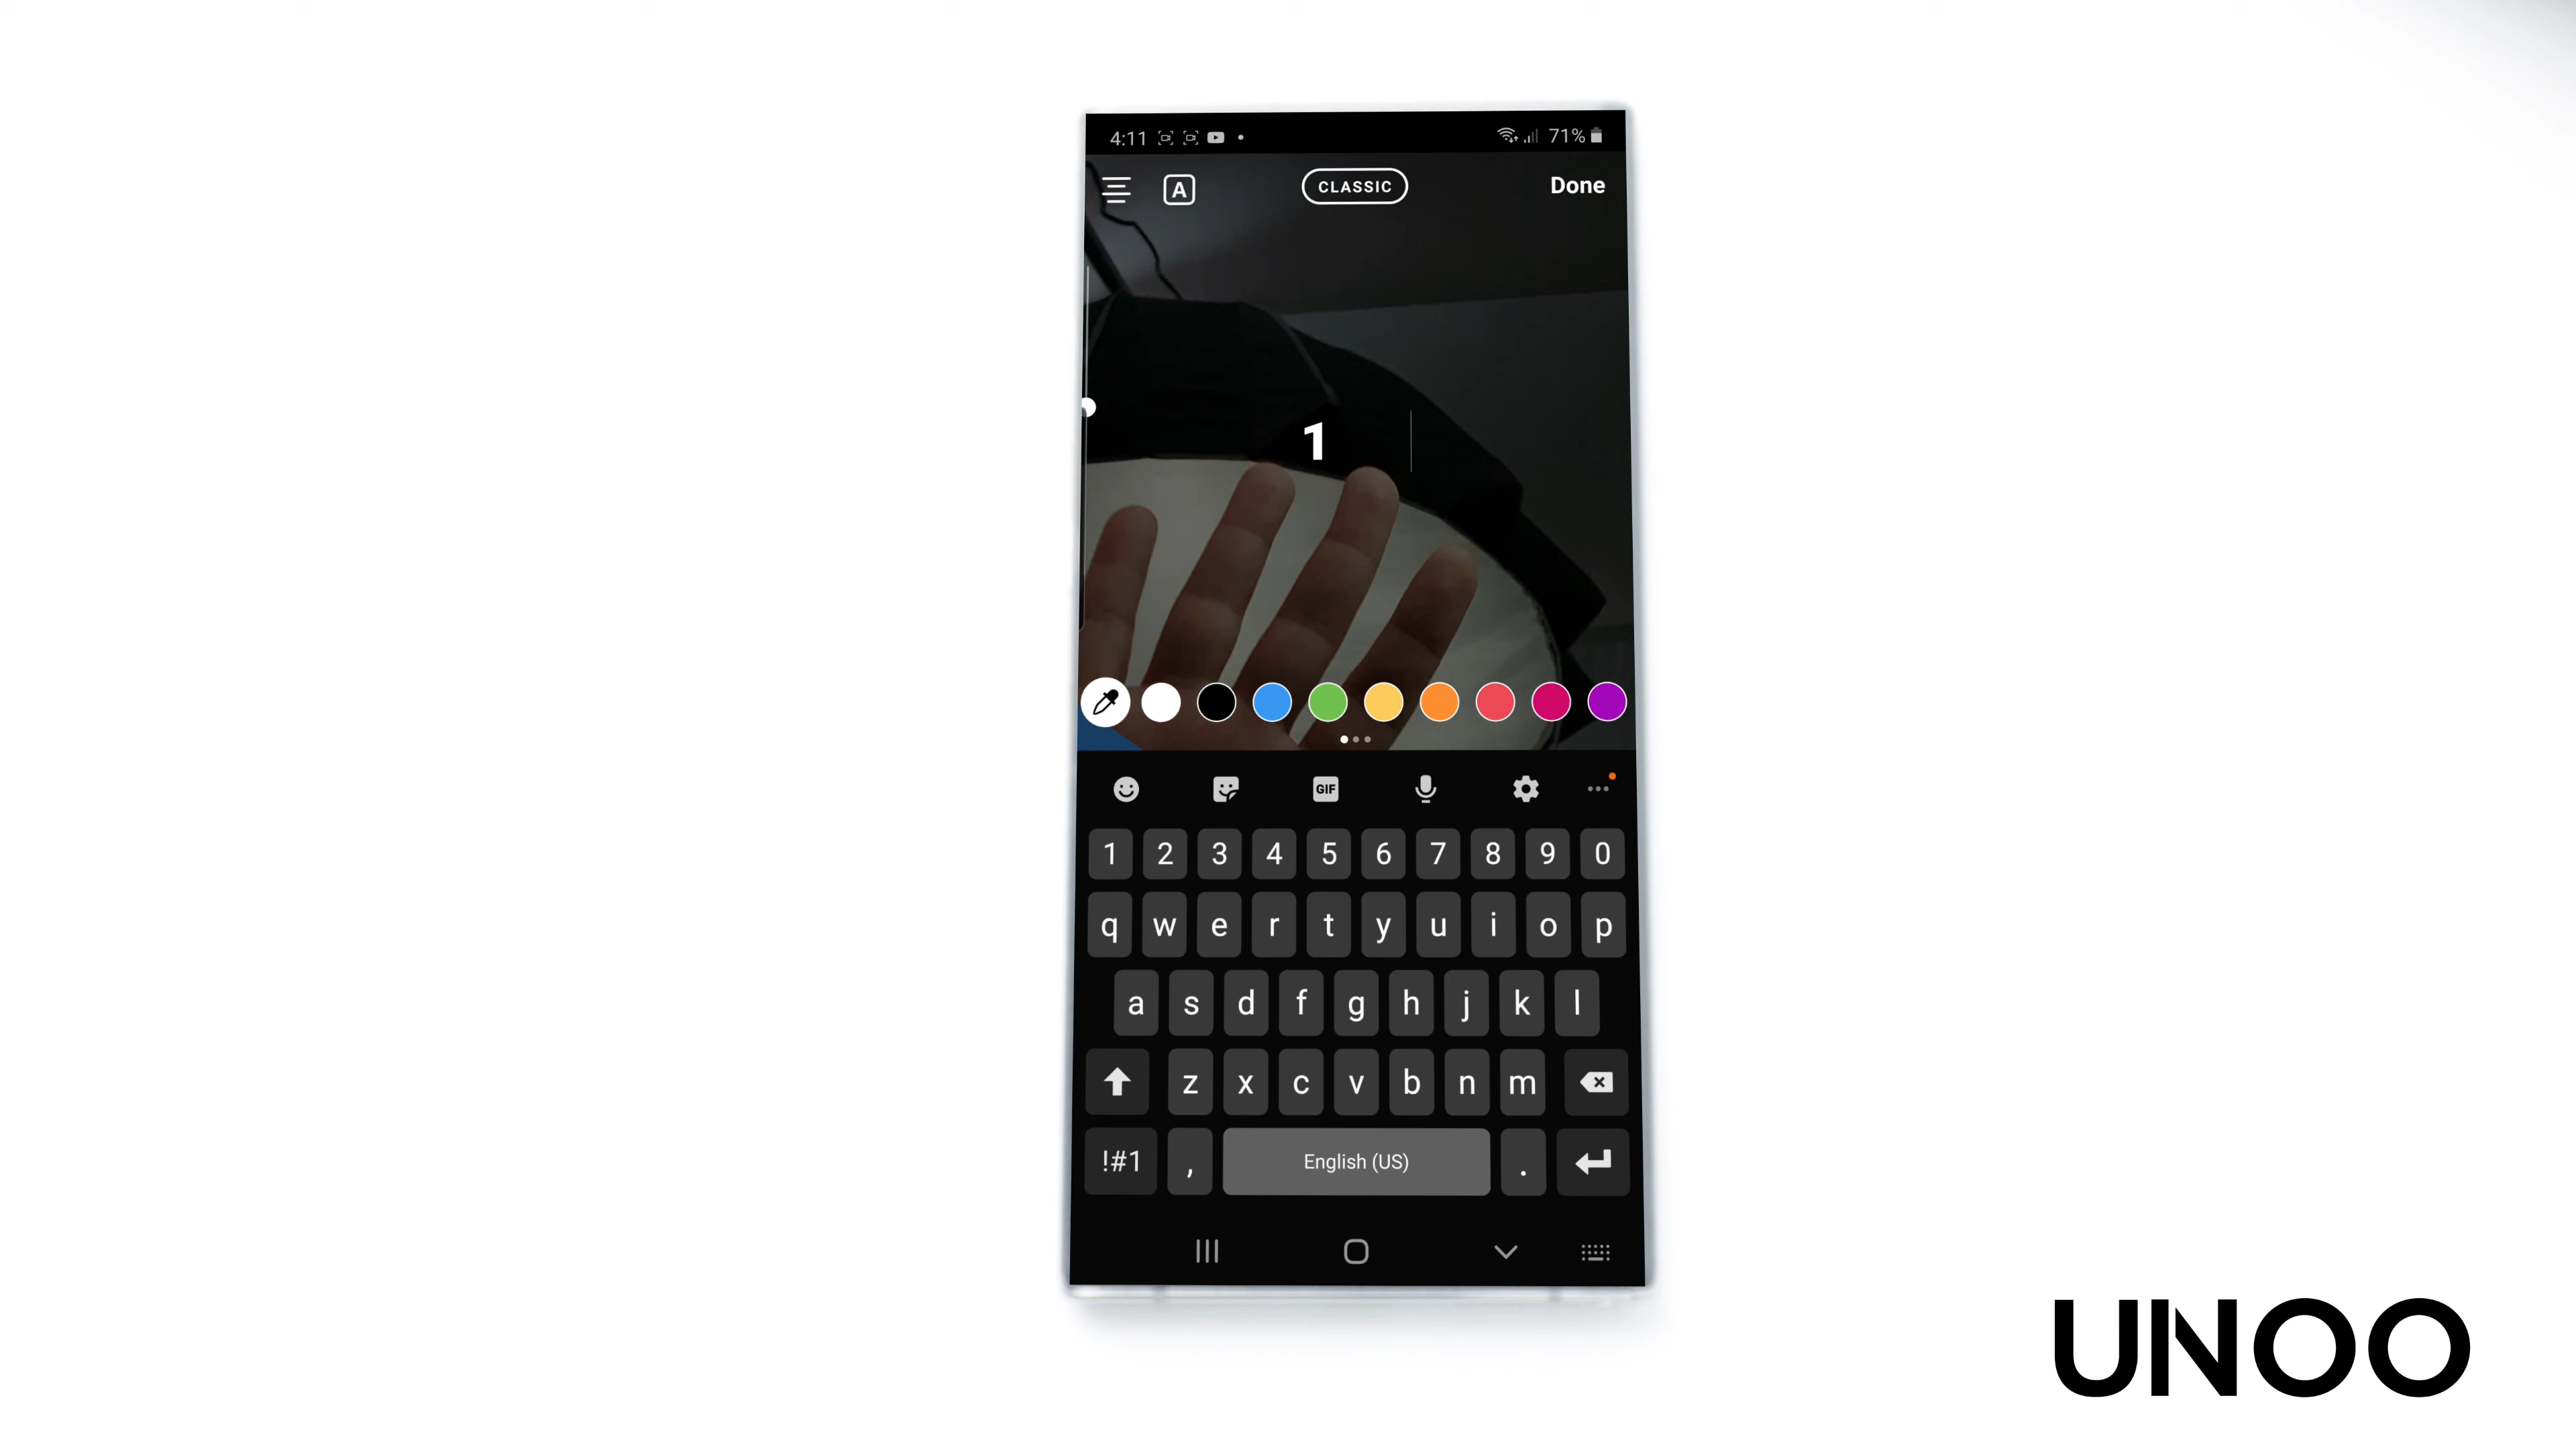 4:11
71%
A
CLASSIC
Done
1
GIF
1 2 3 4 5 6 7 8 9 0
q w e r t y u i o p
a s d f g h j k l
z x c v b n m
!#1 , English (US) .
UNOO